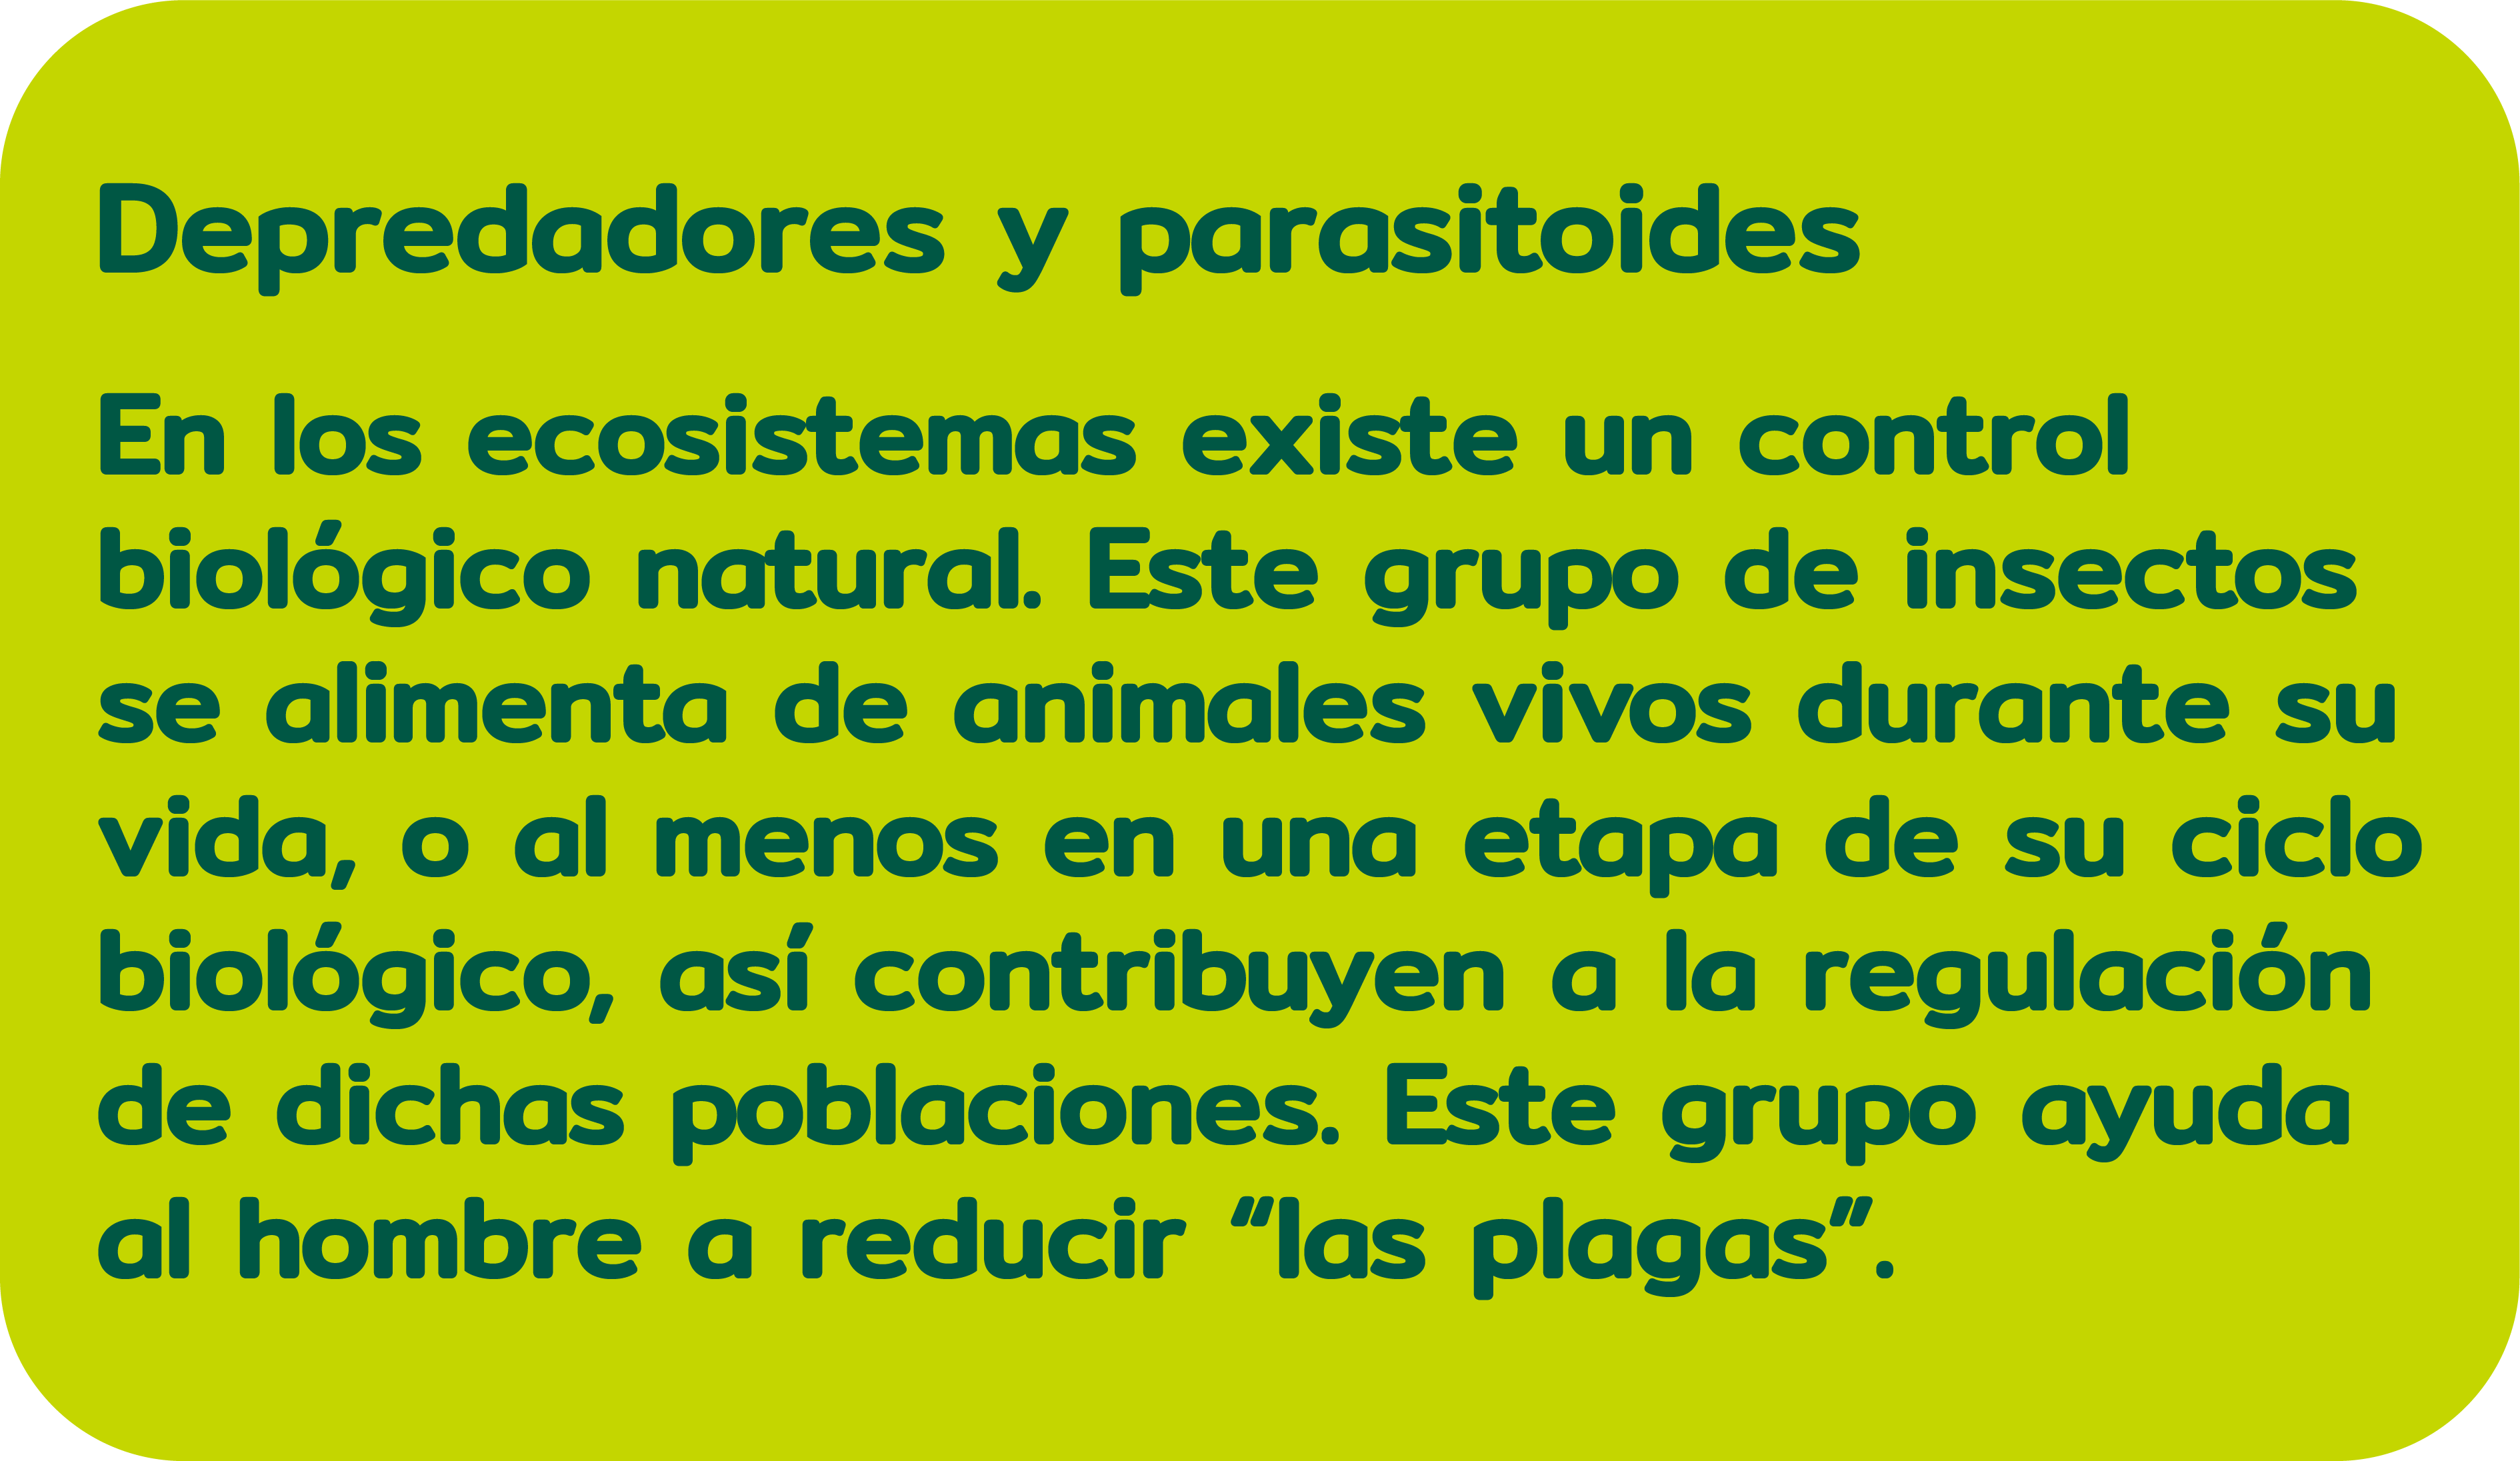 Depredadores y parasitoides
En los ecosistemas existe un control
biológico natural. Este grupo de insectos
se alimenta de animales vivos durante su
vida, o al menos en una etapa de su ciclo
biológico, así contribuyen a la regulación
de dichas poblaciones. Este grupo ayuda
al hombre a reducir “las plagas”.